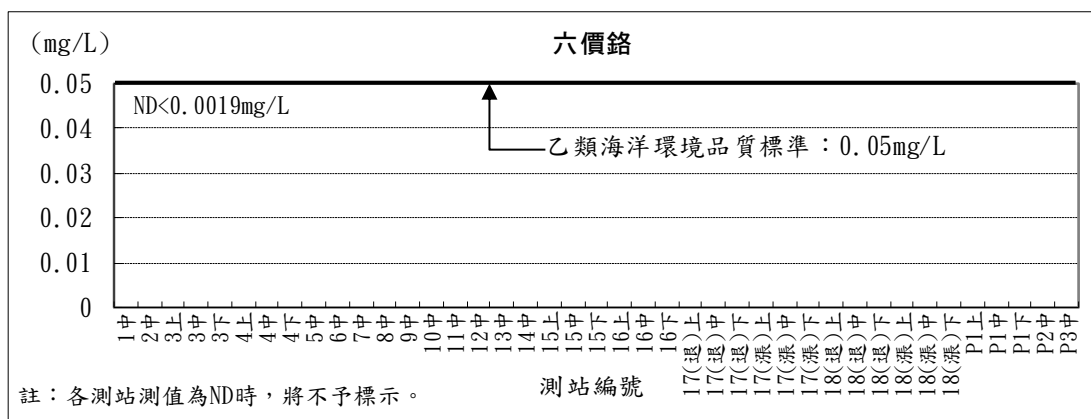 (mg/L)
六價鉻
0.05
ND<0.0019mg/L
0.04
乙類海洋環境品質標準：0.05mg/L
0.03
0.02
0.01
0
1中
2中
3上
3中
3下
4上
4中
4下
5中
6中
7中
8中
9中
10中
11中
12中
13中
14中
15上
15中
15下
16上
16中
16下
17(退)上
17(退)中
17(退)下
17(漲)上
17(漲)中
17(漲)下
18(退)上
18(退)中
18(退)下
18(漲)上
18(漲)中
18(漲)下
P1上
P1中
P1下
P2中
P3中
測站編號
註：各測站測值為ND時，將不予標示。